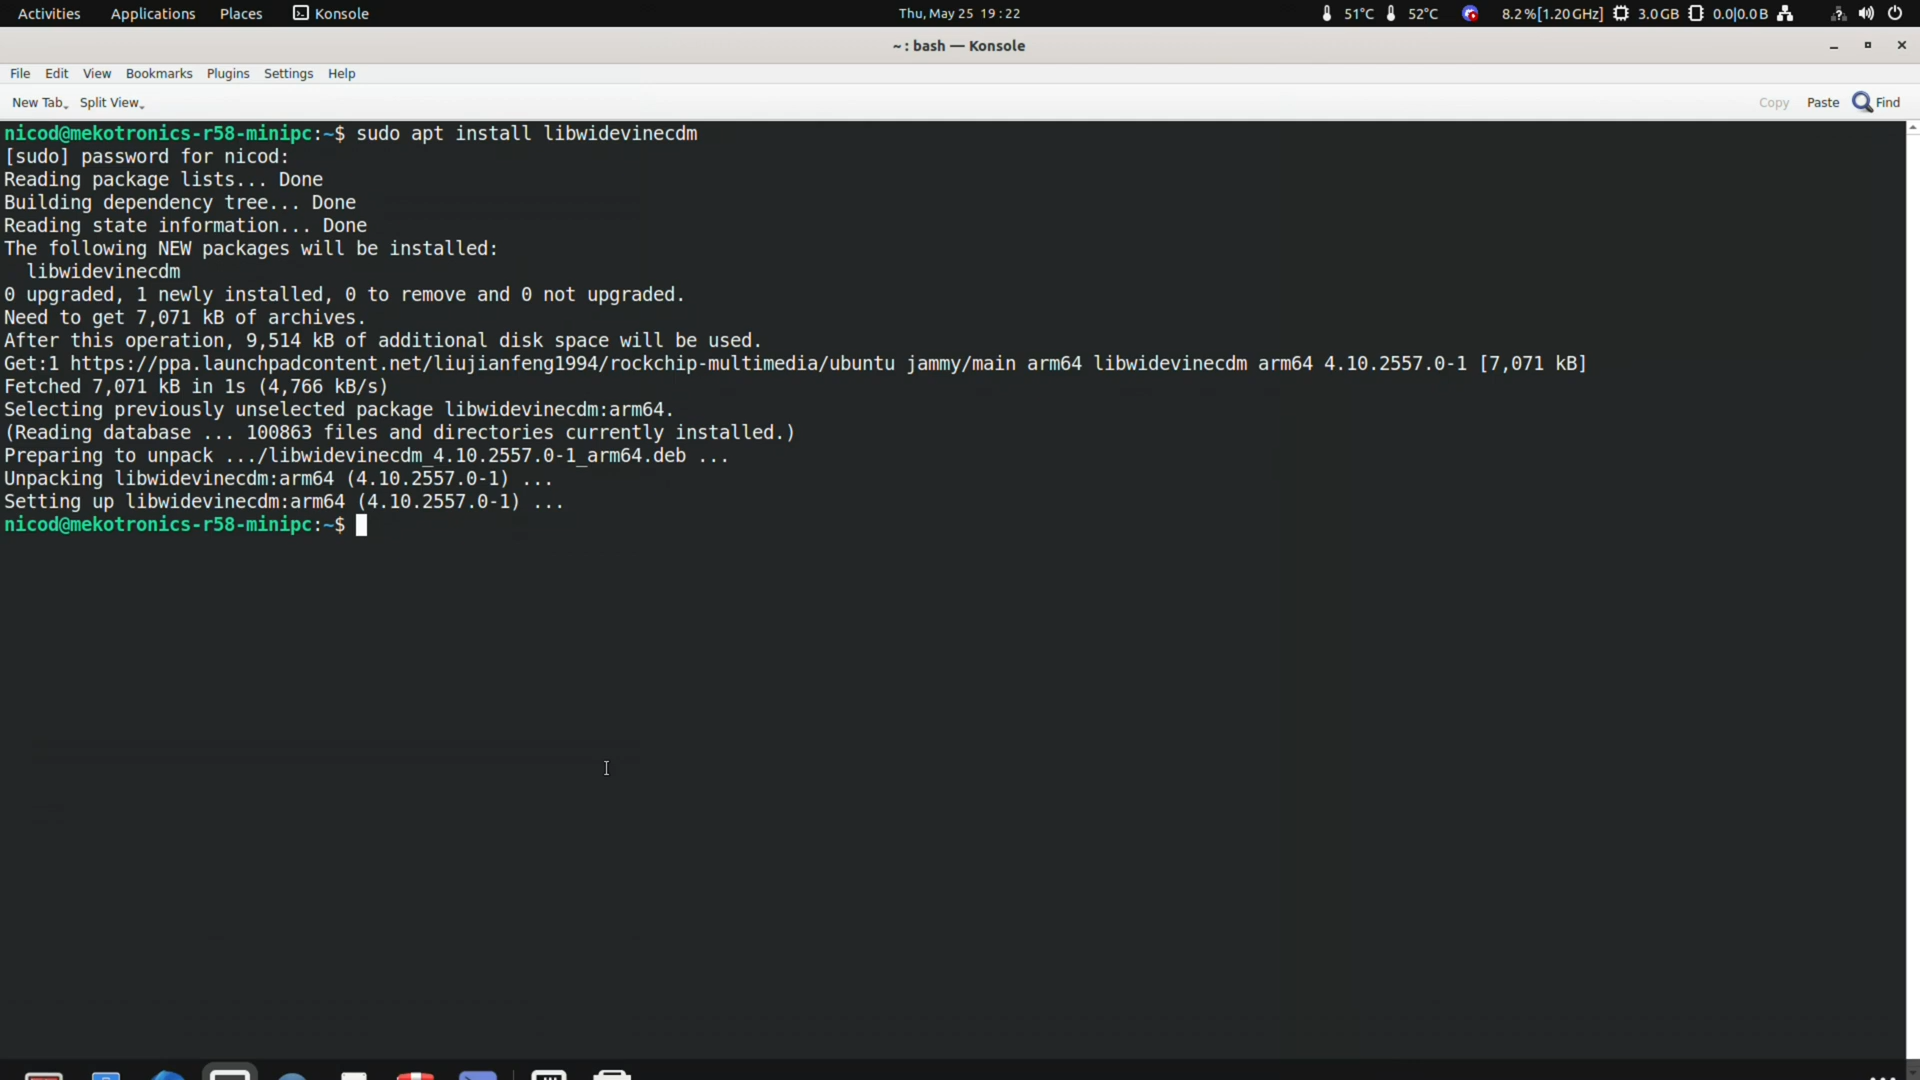 Activities Applications Places Konsole Thu, May 25 19:22 51°C 52°C 8.2%[1.20GHz] 3.0GB 0.0|0.0B
~ : bash — Konsole
File Edit View Bookmarks Plugins Settings Help
New Tab Split View Copy Paste Find
nicod@mekotronics-r58-minipc:~$ sudo apt install libwidevinecdm
[sudo] password for nicod:
Reading package lists... Done
Building dependency tree... Done
Reading state information... Done
The following NEW packages will be installed:
  libwidevinecdm
0 upgraded, 1 newly installed, 0 to remove and 0 not upgraded.
Need to get 7,071 kB of archives.
After this operation, 9,514 kB of additional disk space will be used.
Get:1 https://ppa.launchpadcontent.net/liujianfeng1994/rockchip-multimedia/ubuntu jammy/main arm64 libwidevinecdm arm64 4.10.2557.0-1 [7,071 kB]
Fetched 7,071 kB in 1s (4,766 kB/s)
Selecting previously unselected package libwidevinecdm:arm64.
(Reading database ... 100863 files and directories currently installed.)
Preparing to unpack .../libwidevinecdm_4.10.2557.0-1_arm64.deb ...
Unpacking libwidevinecdm:arm64 (4.10.2557.0-1) ...
Setting up libwidevinecdm:arm64 (4.10.2557.0-1) ...
nicod@mekotronics-r58-minipc:~$